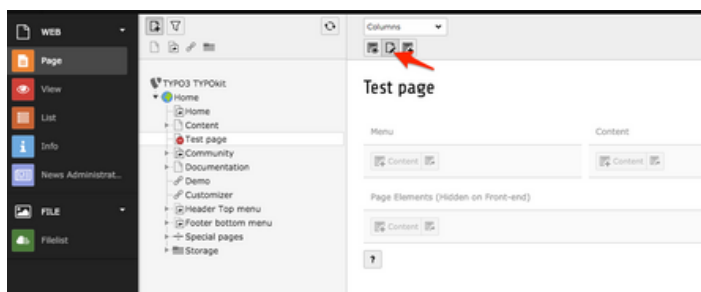 WEB
Page
View
List
Info
News Administrat...
FILE
Filelist
TYPO3 TYPOkit
Home
Home
Content
Test page
Community
Documentation
Demo
Customizer
Header Top menu
Footer bottom menu
Special pages
Storage
Columns
Test page
Menu
Content
Content
Content
Page Elements (Hidden on Front-end)
Content
?